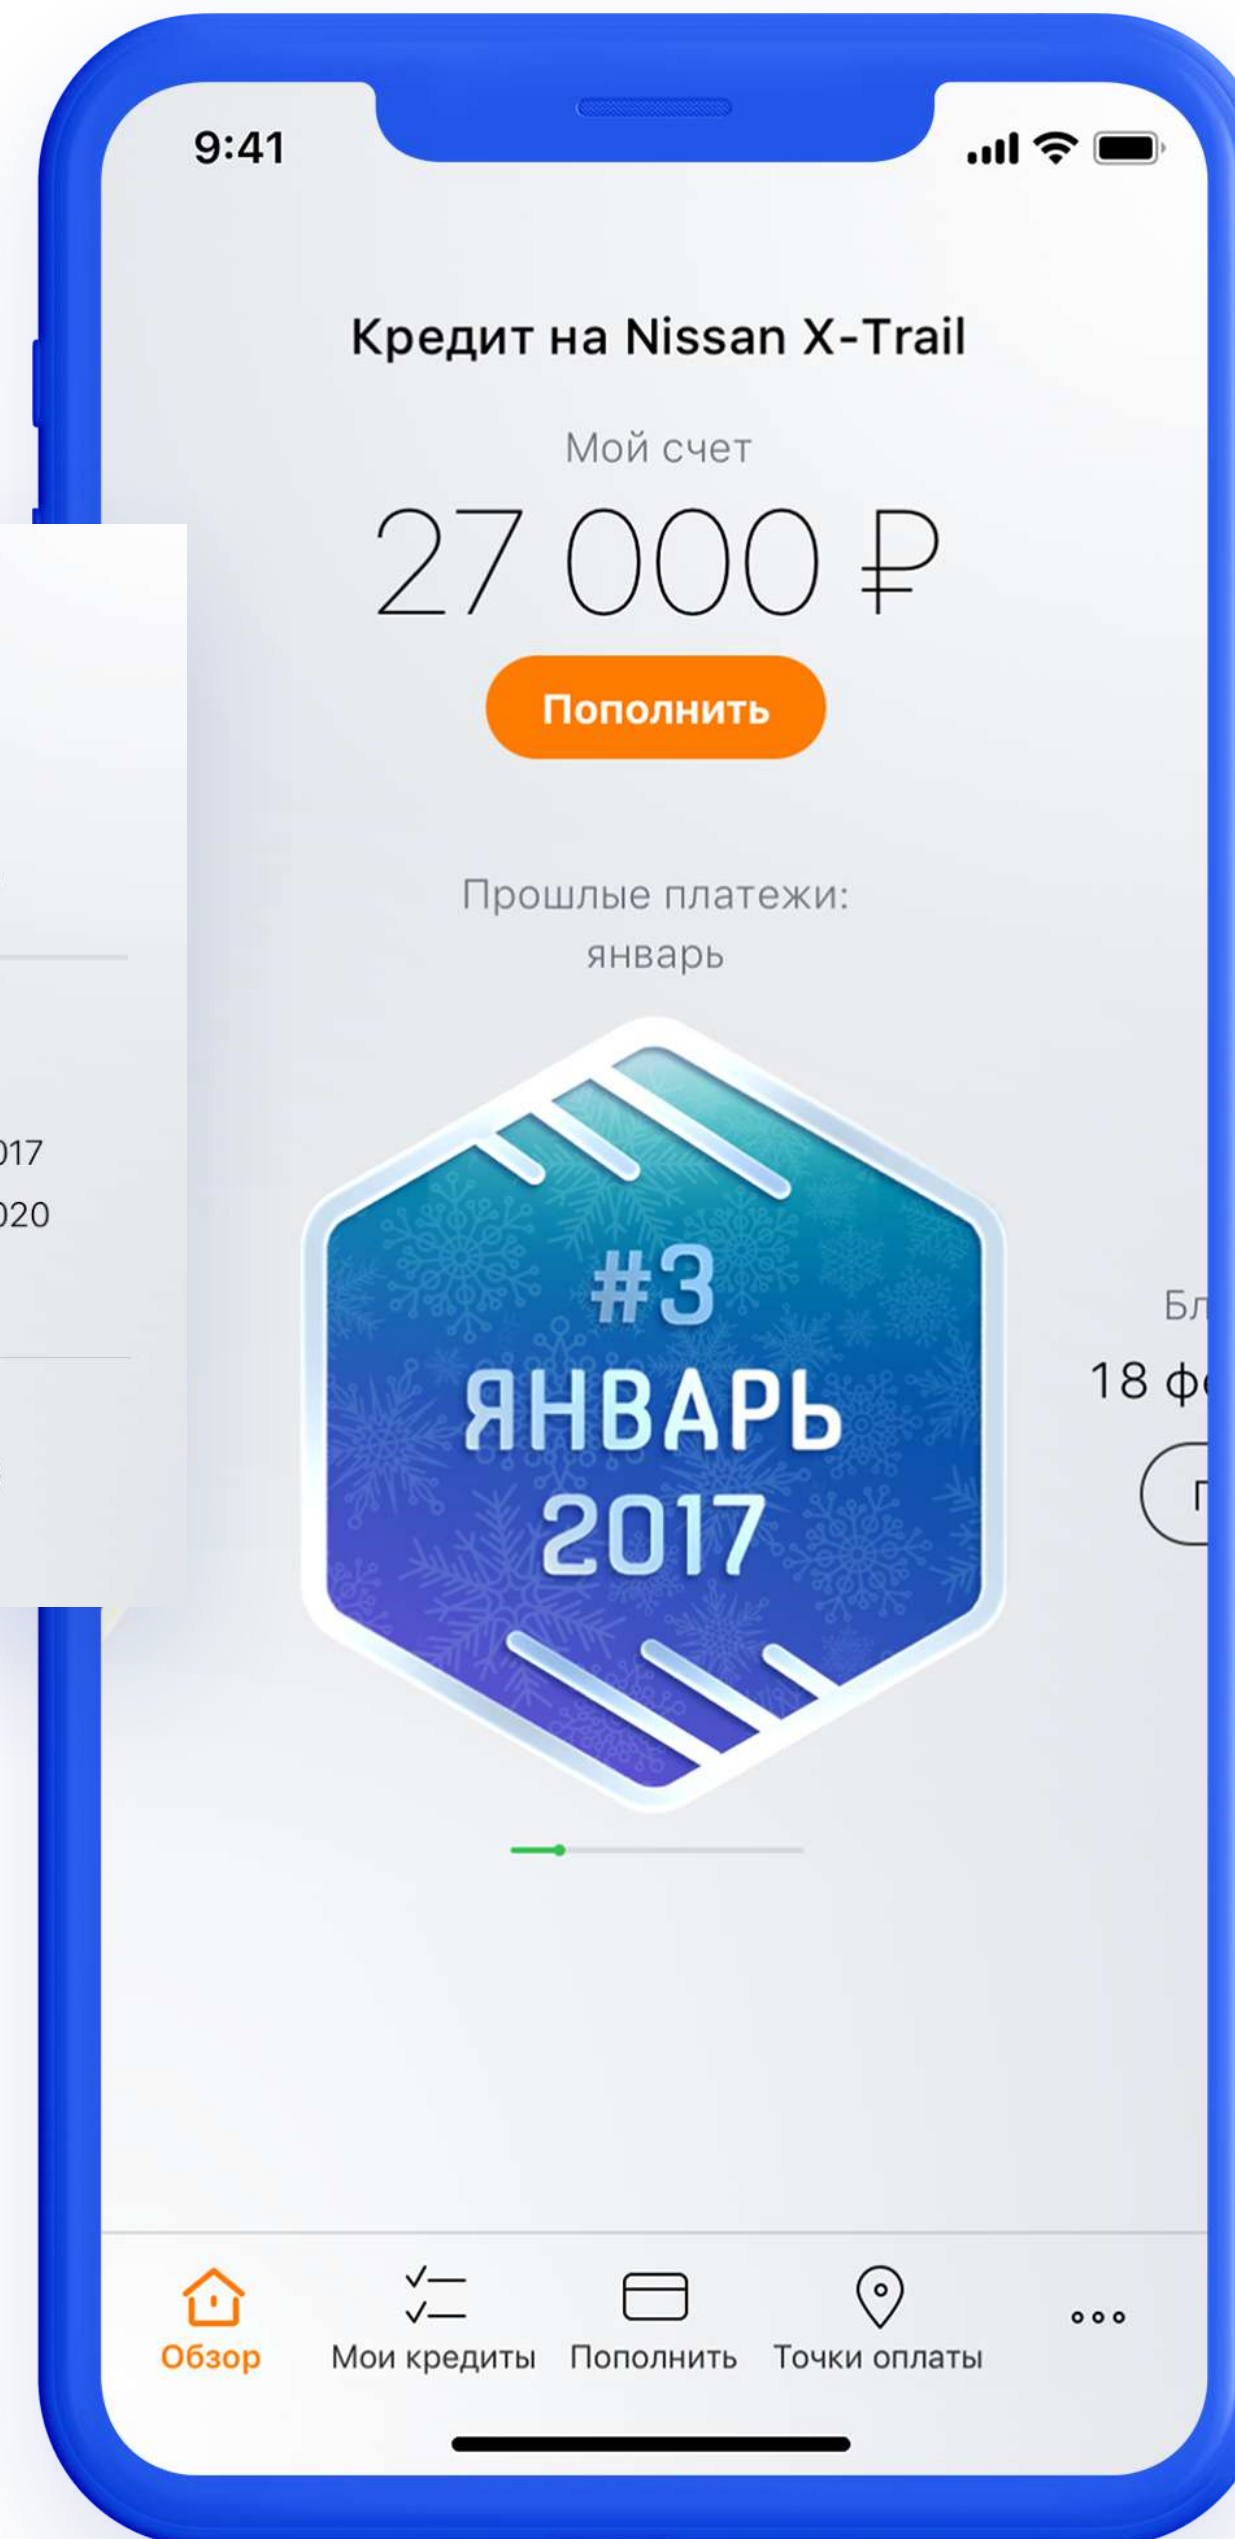 9:41
Кредит на Nissan X-Trail
Мой счет
27 000 ₽
Пополнить
Прошлые платежи:
январь
#3
ЯНВАРЬ
2017
18
Обзор
Мои кредиты
Пополнить
Точки оплаты